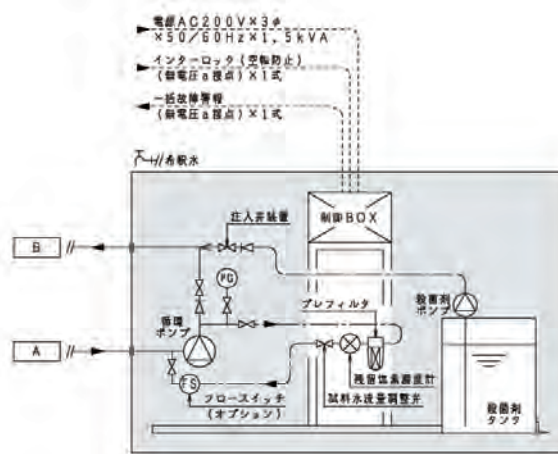 電源AC200V×3φ
×50/60Hz×1.5kVA
インターロック(空転防止)
(無電圧a接点)×1式
一括故障警報
(無電圧a接点)×1式
希釈水
注入弁装置
制御BOX
B
PG
プレフィルタ
殺菌剤
ポンプ
循環
ポンプ
A
FS
フロースイッチ
(オプション)
残留塩素濃度計
試料水流量調整弁
殺菌剤
タンク